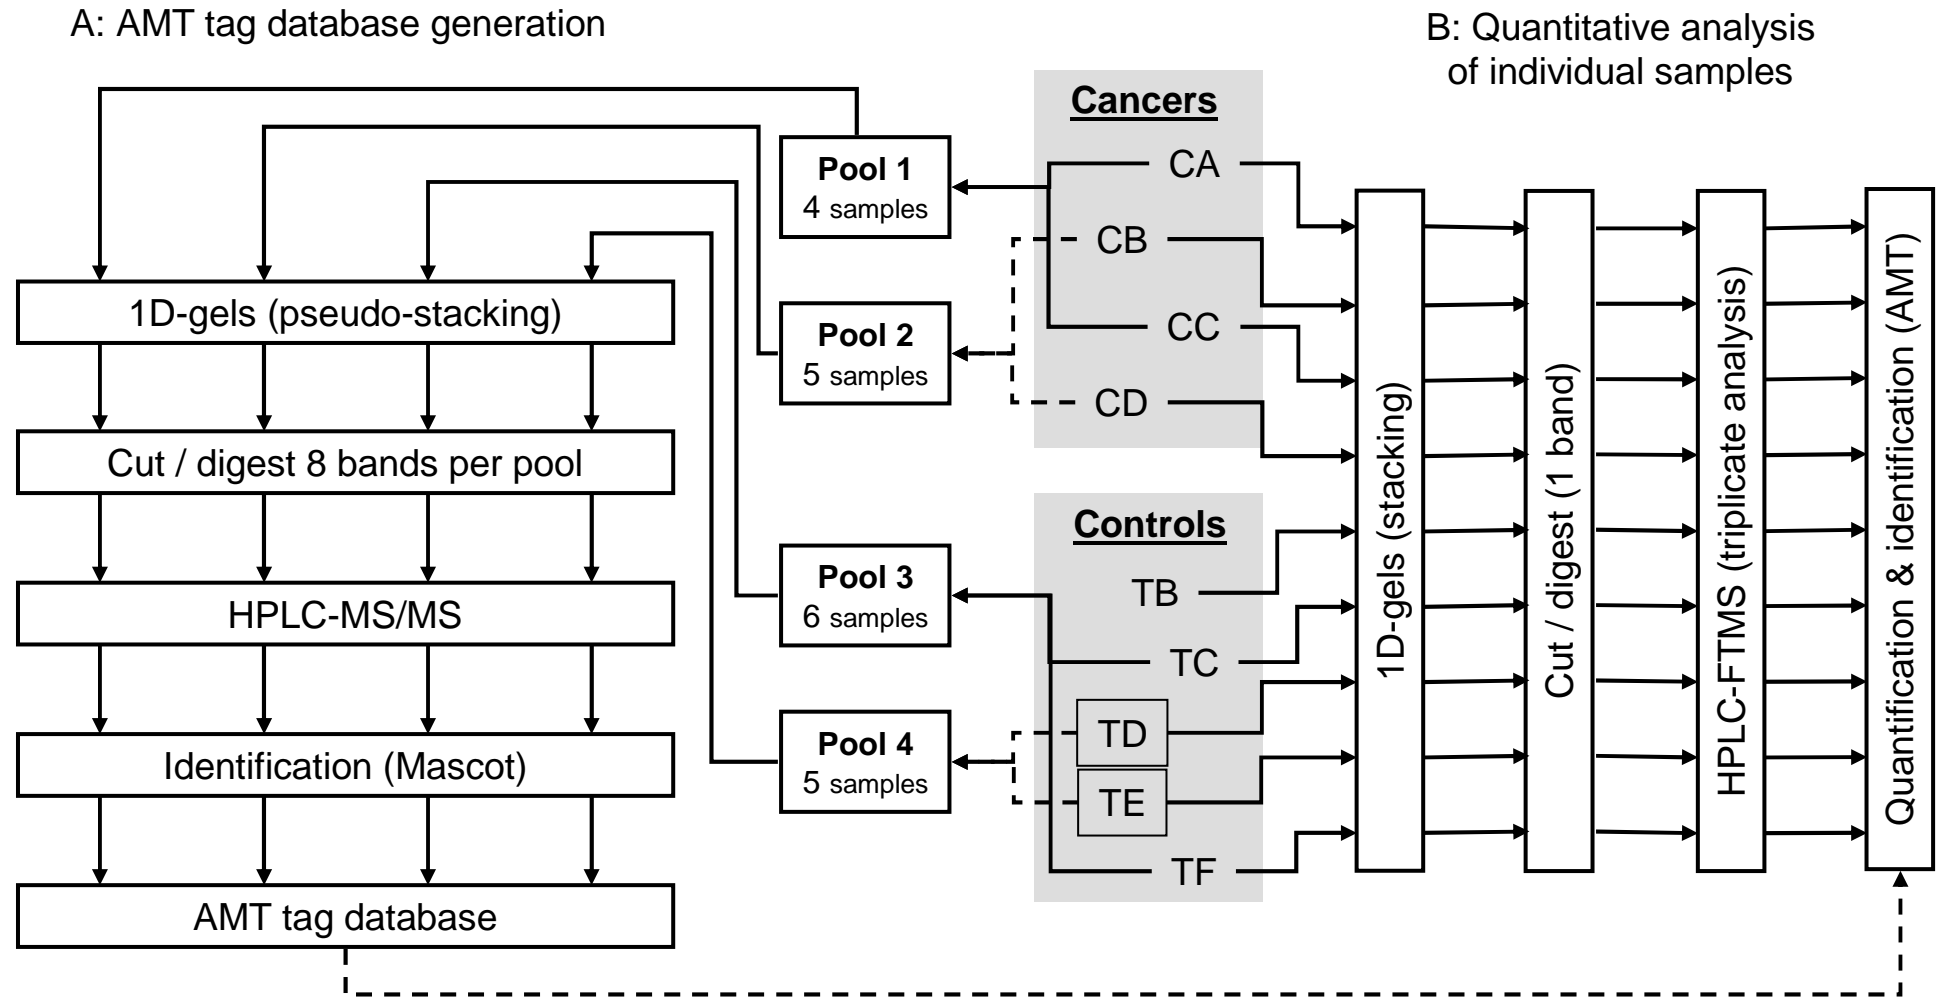 A: AMT tag database generation
B: Quantitative analysis
of individual samples
Pool 1
4 samples
Pool 2
5 samples
Pool 3
6 samples
Pool 4
5 samples
1D-gels (pseudo-stacking)
Cut / digest 8 bands per pool
HPLC-MS/MS
Identification (Mascot)
AMT tag database
Cancers
CA
CB
CC
CD
Controls
TB
TC
TD
TE
TF
1D-gels (stacking)
Cut / digest (1 band)
HPLC-FTMS (triplicate analysis)
Quantification & identification (AMT)